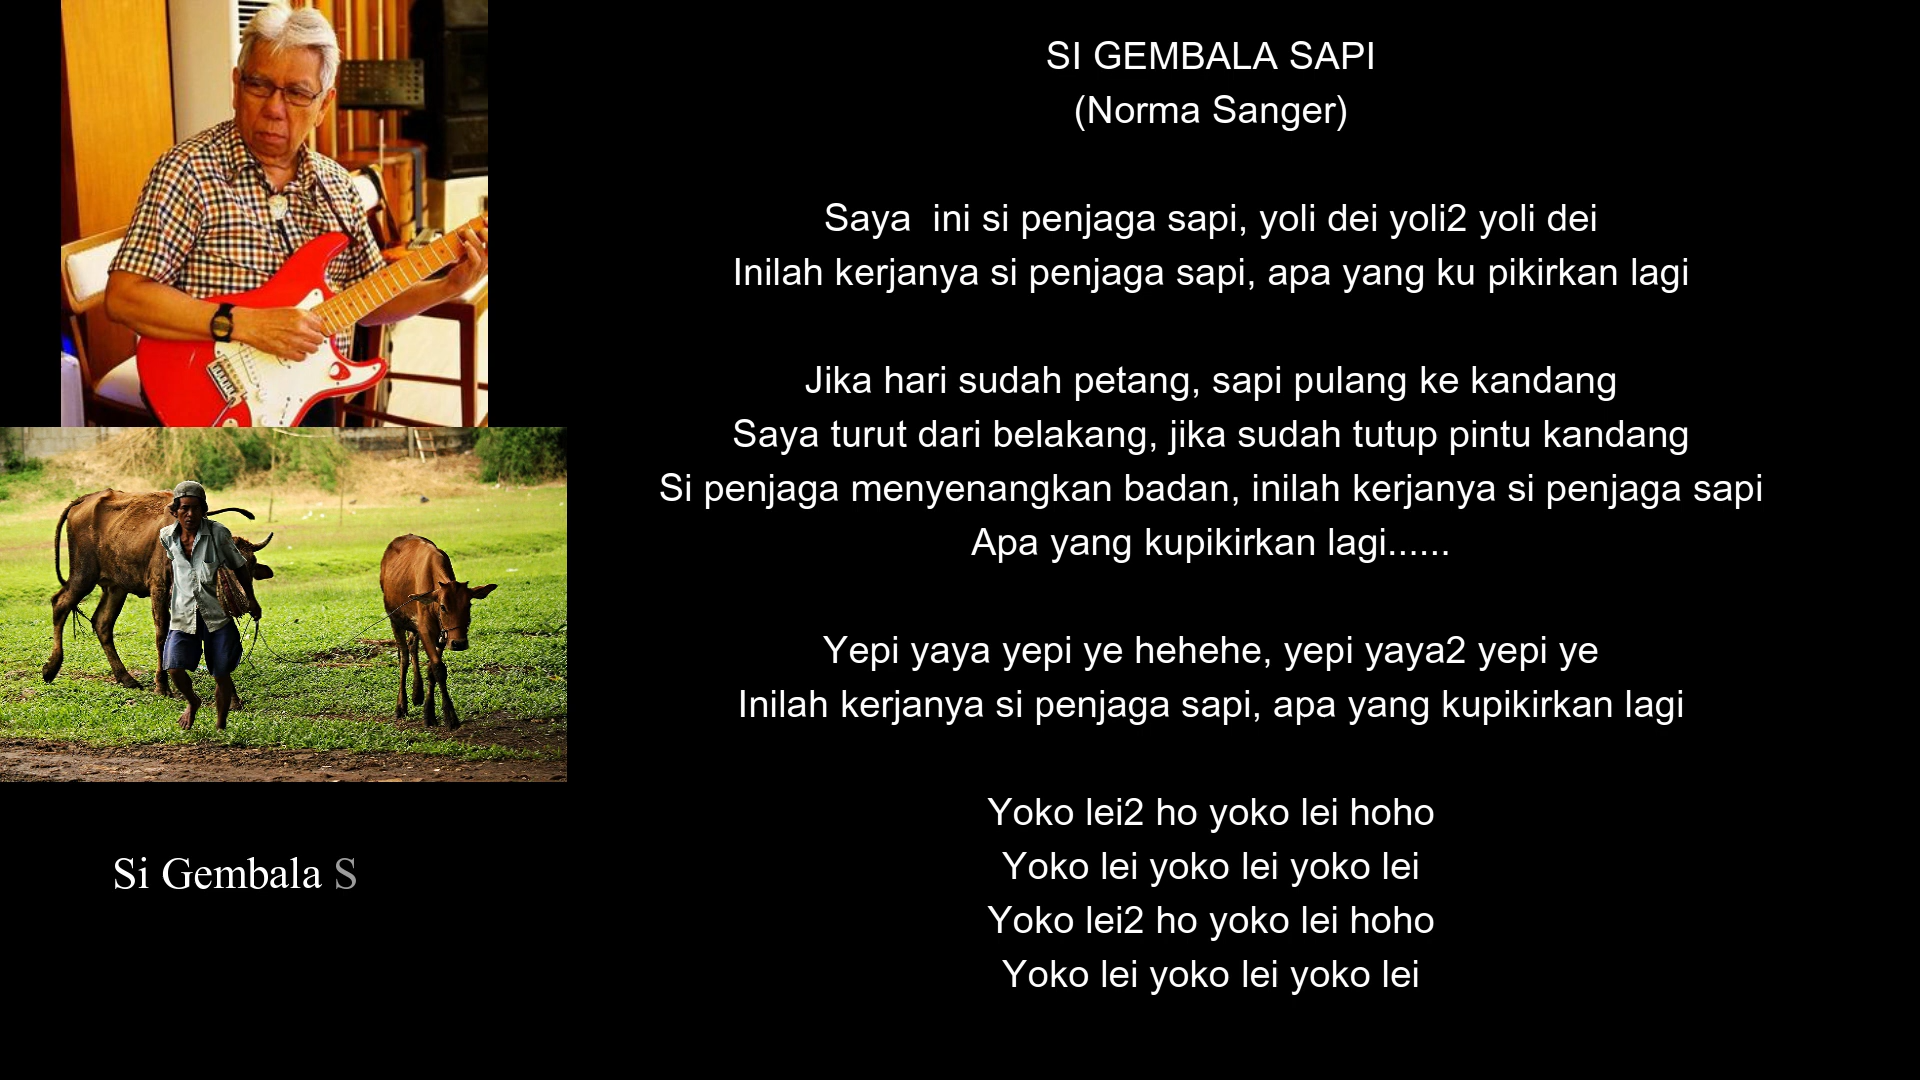 SI GEMBALA SAPI
(Norma Sanger)
Saya  ini si penjaga sapi, yoli dei yoli2 yoli dei
Inilah kerjanya si penjaga sapi, apa yang ku pikirkan lagi
Jika hari sudah petang, sapi pulang ke kandang
Saya turut dari belakang, jika sudah tutup pintu kandang
Si penjaga menyenangkan badan, inilah kerjanya si penjaga sapi
Apa yang kupikirkan lagi......
Yepi yaya yepi ye hehehe, yepi yaya2 yepi ye
Inilah kerjanya si penjaga sapi, apa yang kupikirkan lagi
Yoko lei2 ho yoko lei hoho
Yoko lei yoko lei yoko lei
Yoko lei2 ho yoko lei hoho
Yoko lei yoko lei yoko lei
Si Gembala S